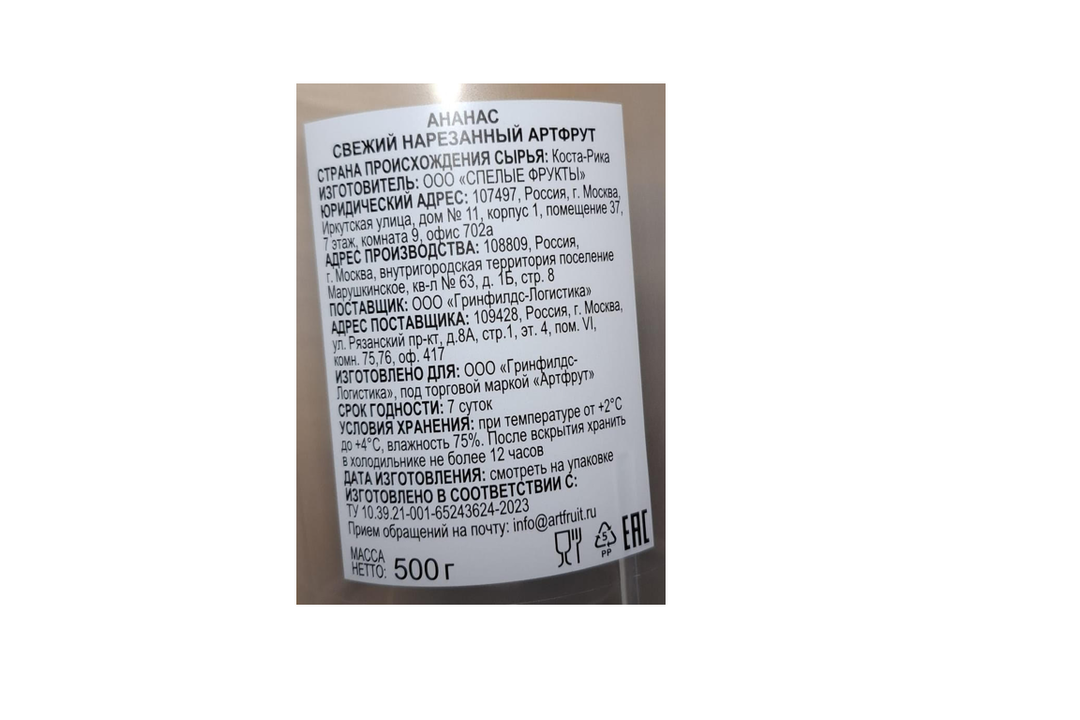 АНАНАС
СВЕЖИЙ НАРЕЗАННЫЙ АРТФРУТ
СТРАНА ПРОИСХОЖДЕНИЯ СЫРЬЯ: Коста-Рика
ИЗГОТОВИТЕЛЬ: ООО «СПЕЛЫЕ ФРУКТЫ»
ЮРИДИЧЕСКИЙ АДРЕС: 107497, Россия, г. Москва,
Иркутская улица, дом № 11, корпус 1, помещение 37,
7 этаж, комната 9, офис 702а
АДРЕС ПРОИЗВОДСТВА: 108809, Россия,
г. Москва, внутригородская территория поселение
Марушкинское, кв-л № 63, д. 1Б, стр. 8
ПОСТАВЩИК: ООО «Гринфилдс-Логистика»
АДРЕС ПОСТАВЩИКА: 109428, Россия, г. Москва,
ул. Рязанский пр-кт, д.8А, стр.1, эт. 4, пом. VI,
комн. 75,76, оф. 417
ИЗГОТОВЛЕНО ДЛЯ: ООО «Гринфилдс-
Логистика», под торговой маркой «Артфрут»
СРОК ГОДНОСТИ: 7 суток
УСЛОВИЯ ХРАНЕНИЯ: при температуре от +2°С
до +4°С, влажность 75%. После вскрытия хранить
в холодильнике не более 12 часов
ДАТА ИЗГОТОВЛЕНИЯ: смотреть на упаковке
ИЗГОТОВЛЕНО В СООТВЕТСТВИИ С:
ТУ 10.39.21-001-65243624-2023
Прием обращений на почту: info@artfruit.ru
МАССА
НЕТТО: 500 г
5
PP
EAC